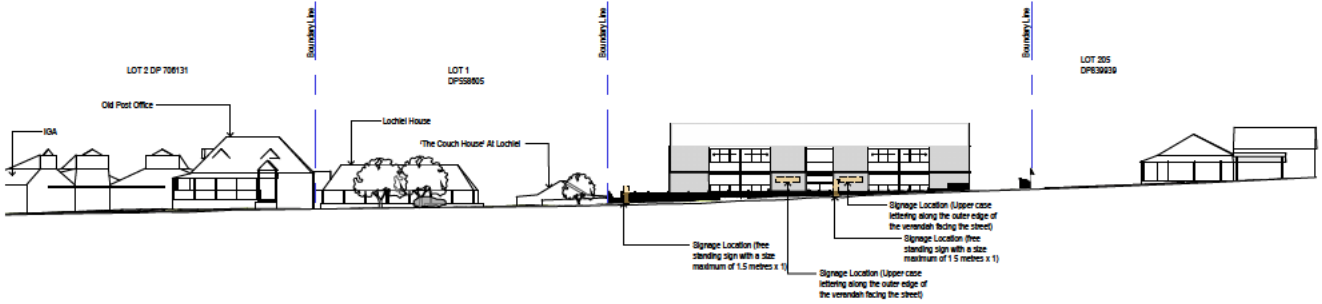 Boundary Line
Boundary Line
Boundary Line
LOT 2 DP 706131
LOT 1
DP558605
LOT 205
DP839939
Old Post Office
IGA
Lochiel House
'The Couch House' At Lochiel
Signage Location (Upper case
lettering along the outer edge of
the verandah facing the street)
Signage Location (free
standing sign with a size
maximum of 1.5 metres x 1)
Signage Location (free
standing sign with a size
maximum of 1.5 metres x 1)
Signage Location (Upper case
lettering along the outer edge of
the verandah facing the street)